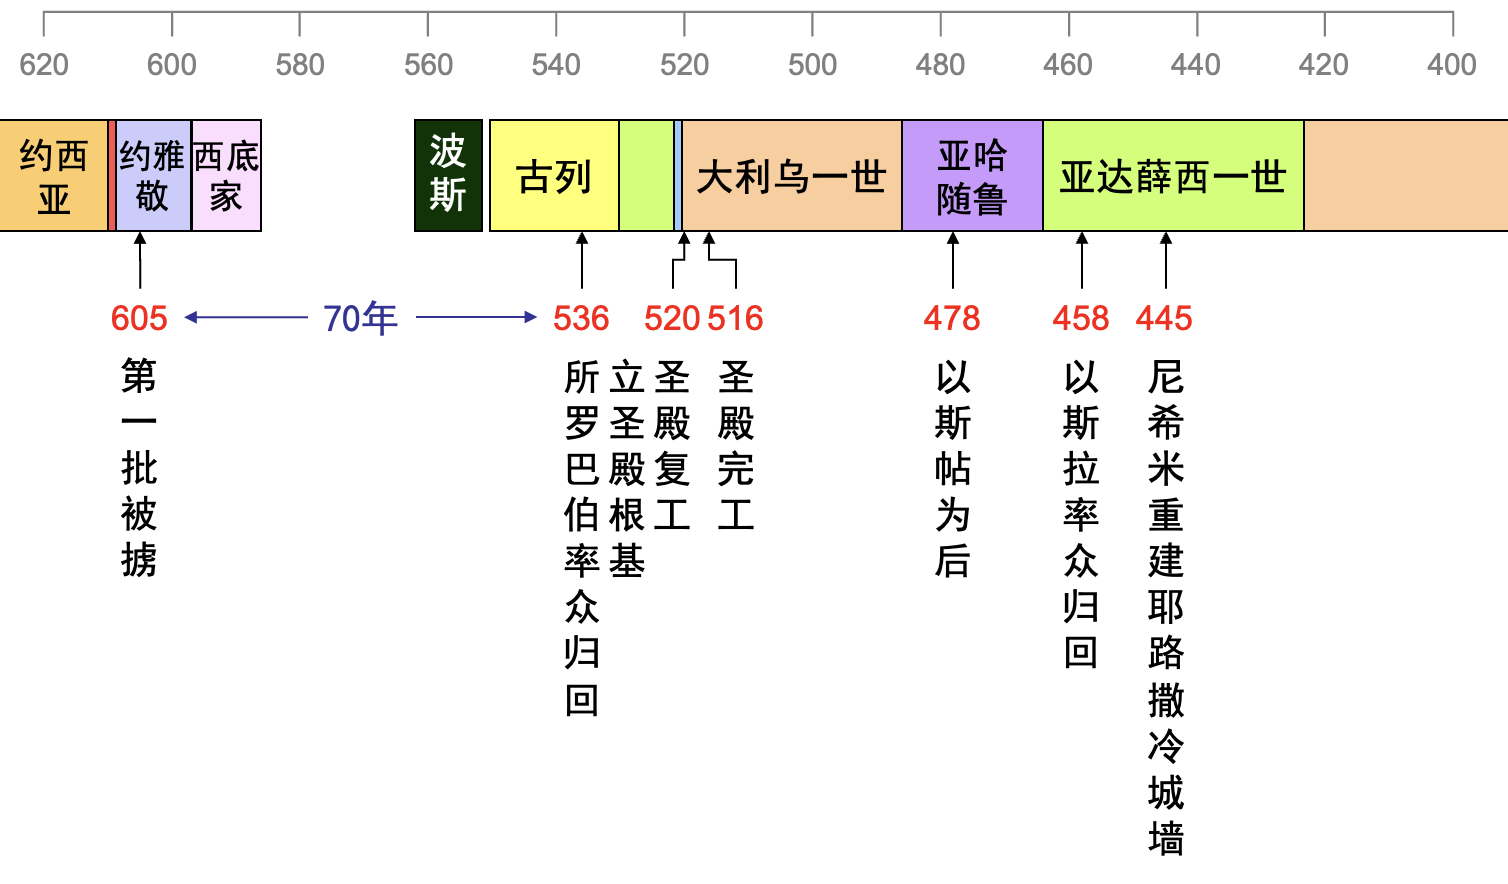 620 600 580 560 540 520 500 480 460 440 420 400
约西
亚
约雅
敬
西底
家
波
斯
古列
大利乌一世
亚哈
随鲁
亚达薛西一世
605 70年 536 520 516 478 458 445
第一批被掳
所罗巴伯率众归回
立圣殿根基
圣殿复工
圣殿完工
以斯帖为后
以斯拉率众归回
尼希米重建耶路撒冷城墙